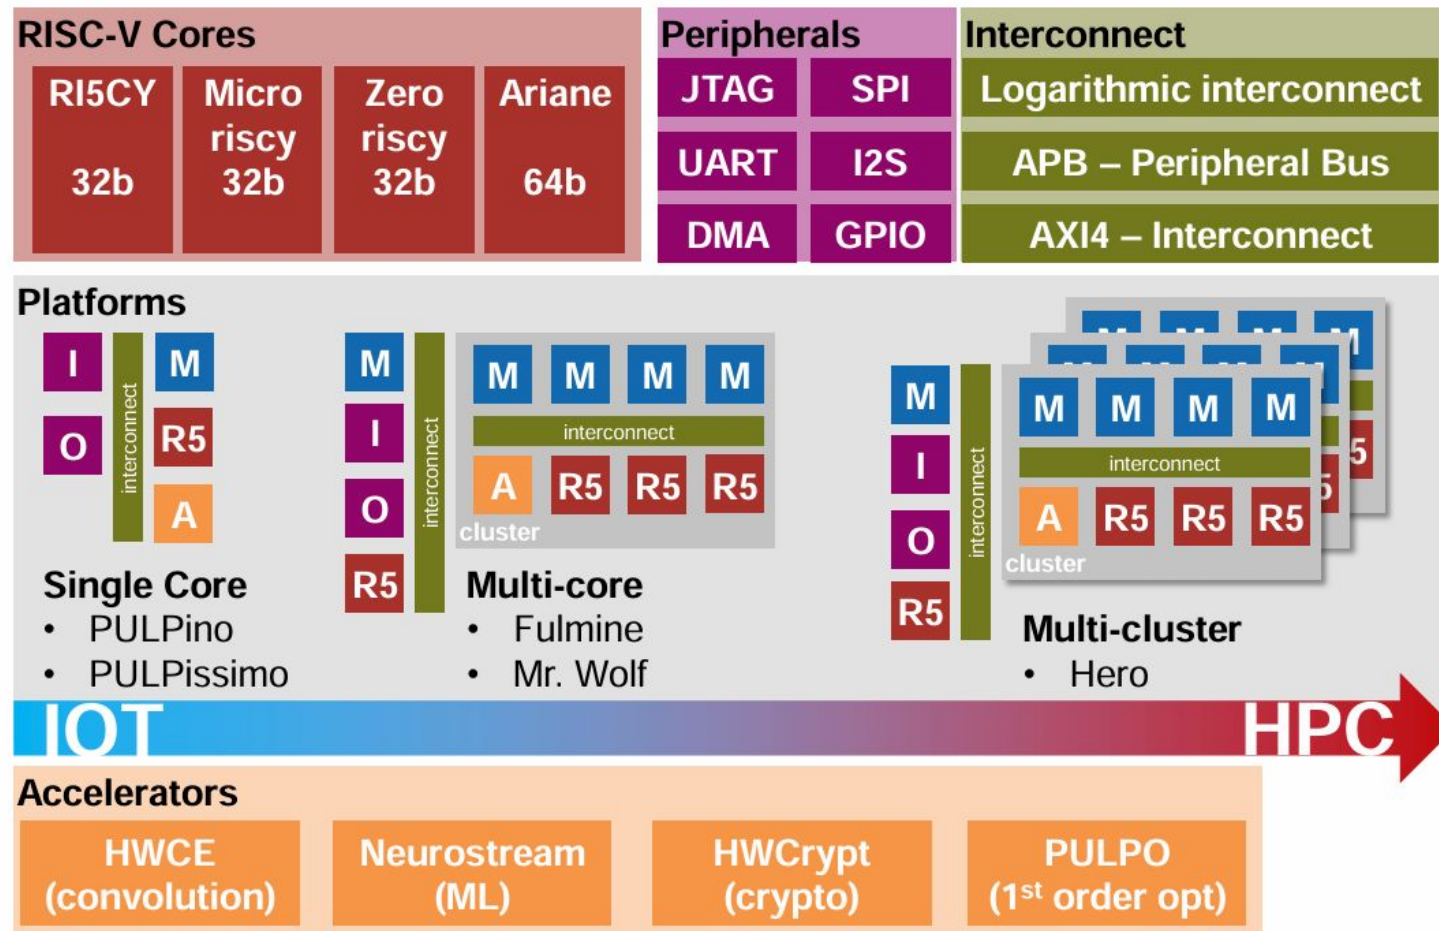 RISC-V Cores
RI5CY
32b
Micro
riscy
32b
Zero
riscy
32b
Ariane
64b
Peripherals
JTAG
SPI
UART
I2S
DMA
GPIO
Interconnect
Logarithmic interconnect
APB – Peripheral Bus
AXI4 – Interconnect
Platforms
I
O
interconnect
M
R5
A
Single Core
• PULPino
• PULPissimo
M
I
O
R5
interconnect
M M M M
interconnect
A R5 R5 R5
cluster
Multi-core
• Fulmine
• Mr. Wolf
M
I
O
R5
interconnect
M M M M
M M M M
M M M M
interconnect
A R5 R5 R5
5
5
cluster
Multi-cluster
• Hero
IOT
HPC
Accelerators
HWCE
(convolution)
Neurostream
(ML)
HWCrypt
(crypto)
PULPO
(1st order opt)